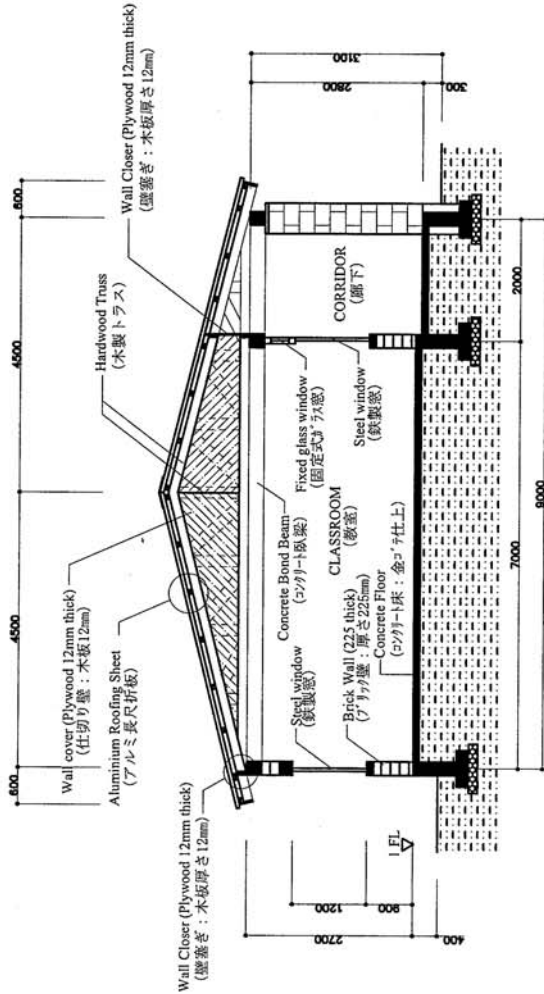 600
4500
4500
600
Wall cover (Plywood 12mm thick)
(仕切り壁：木板12mm)
Aluminium Roofing Sheet
(アルミ長尺折板)
Hardwood Truss
(木製トラス)
Wall Closer (Plywood 12mm thick)
(壁塞ぎ：木板厚さ12mm)
Wall Closer (Plywood 12mm thick)
(壁塞ぎ：木板厚さ12mm)
Concrete Bond Beam
(コンクリート臥梁)
Steel window
(鉄製窓)
Fixed glass window
(固定式ガラス窓)
Steel window
(鉄製窓)
CLASSROOM
(教室)
CORRIDOR
(廊下)
Brick Wall (225 thick)
(ブリック壁：厚さ225mm)
Concrete Floor
(コンクリート床：金ゴテ仕上)
1 FL
1200
900
2700
400
3100
2800
300
7000
2000
9000